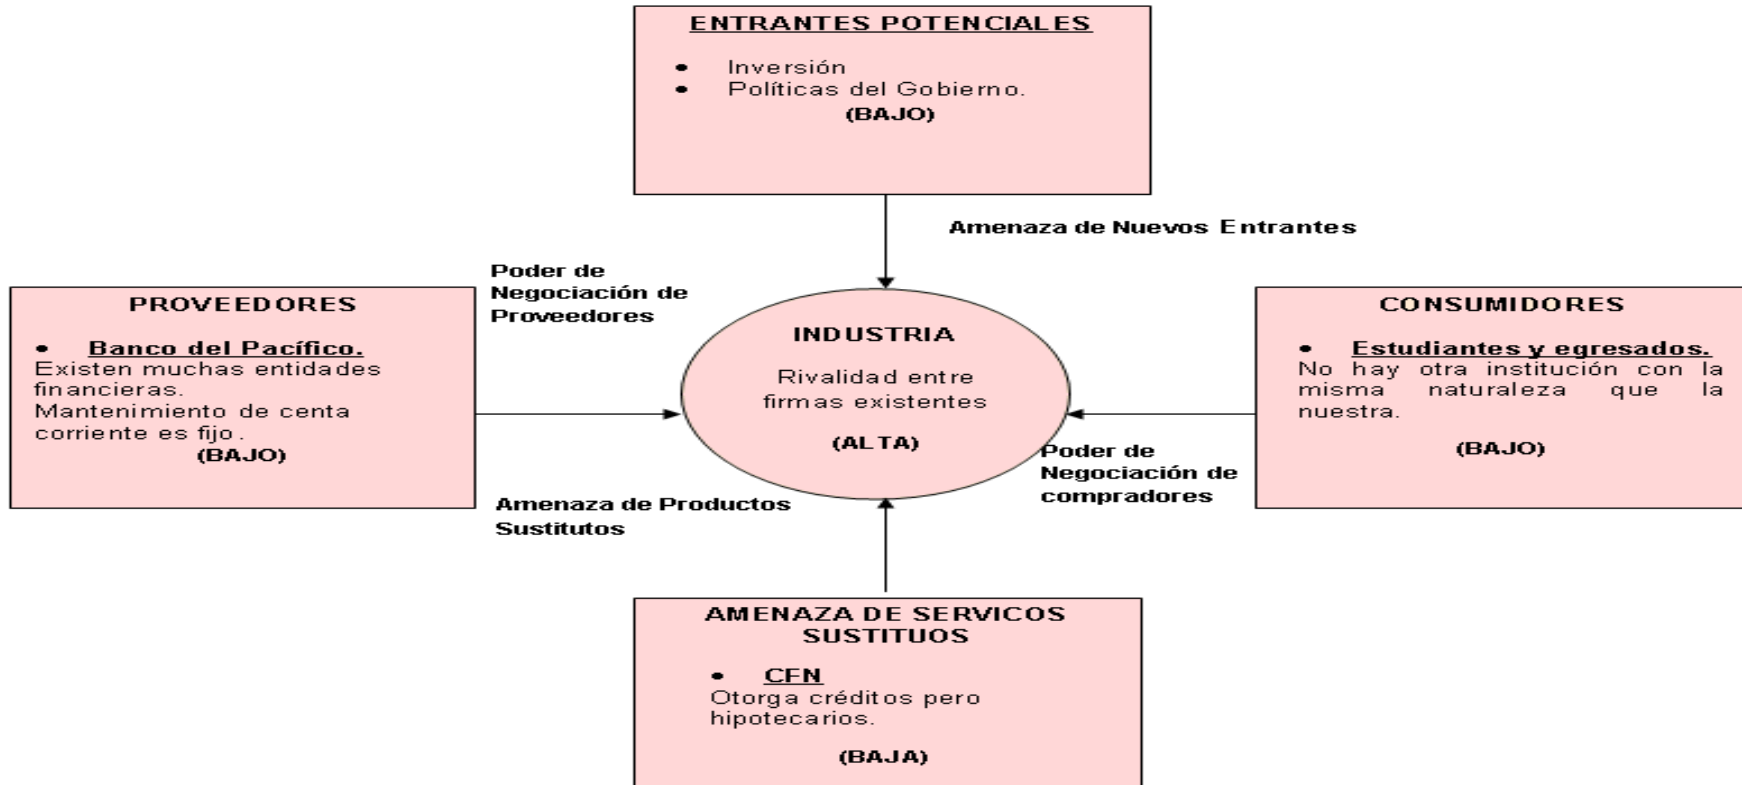 ENTRANTES POTENCIALES
• Inversión
• Políticas del Gobierno.
(BAJO)
Amenaza de Nuevos Entrantes
Poder de
Negociación de
Proveedores
PROVEEDORES
• Banco del Pacífico.
Existen muchas entidades
financieras.
Mantenimiento de centa
corriente es fijo.
(BAJO)
INDUSTRIA
Rivalidad entre
firmas existentes
(ALTA)
CONSUMIDORES
• Estudiantes y egresados.
No hay otra institución con la
misma naturaleza que la
nuestra.
(BAJO)
Poder de
Negociación de
compradores
Amenaza de Productos
Sustitutos
AMENAZA DE SERVICOS
SUSTITUOS
• CFN
Otorga créditos pero
hipotecarios.
(BAJA)